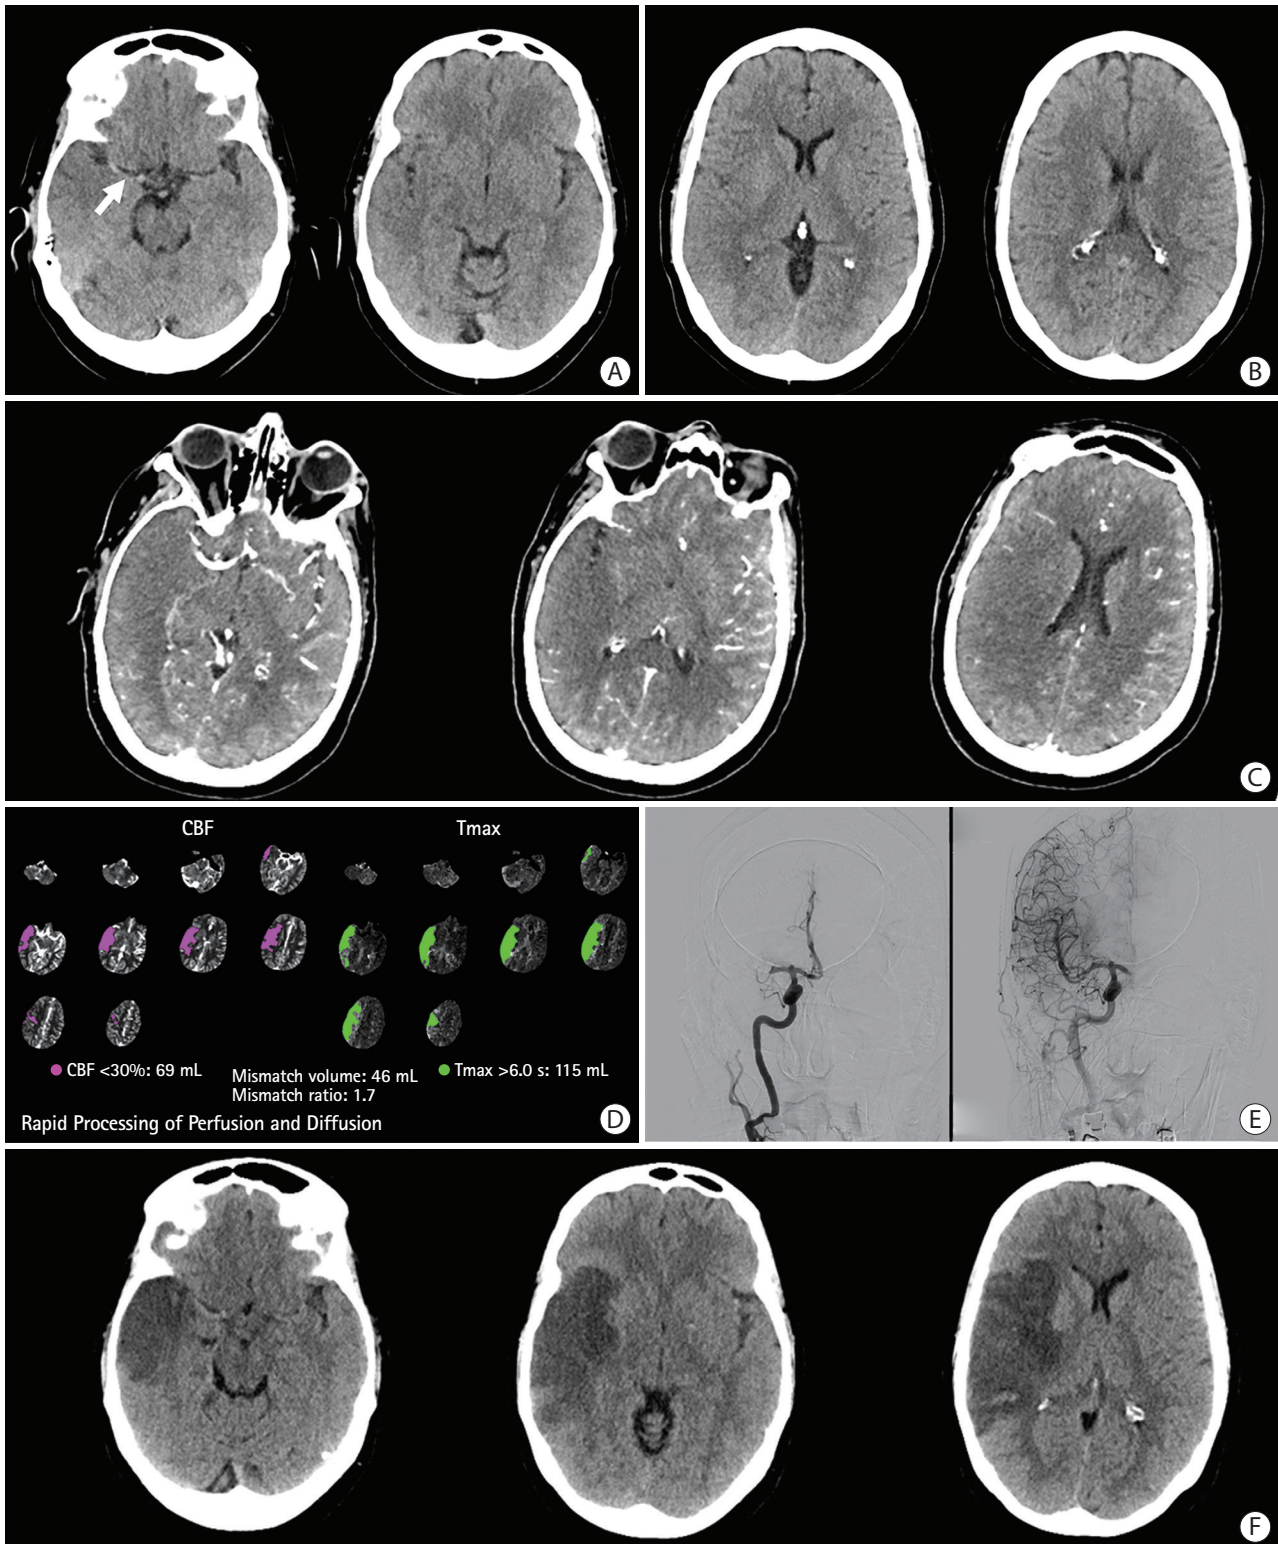 A
B
C
CBF
Tmax
CBF <30%: 69 mL
Mismatch volume: 46 mL
Tmax >6.0 s: 115 mL
Mismatch ratio: 1.7
Rapid Processing of Perfusion and Diffusion
D
E
F